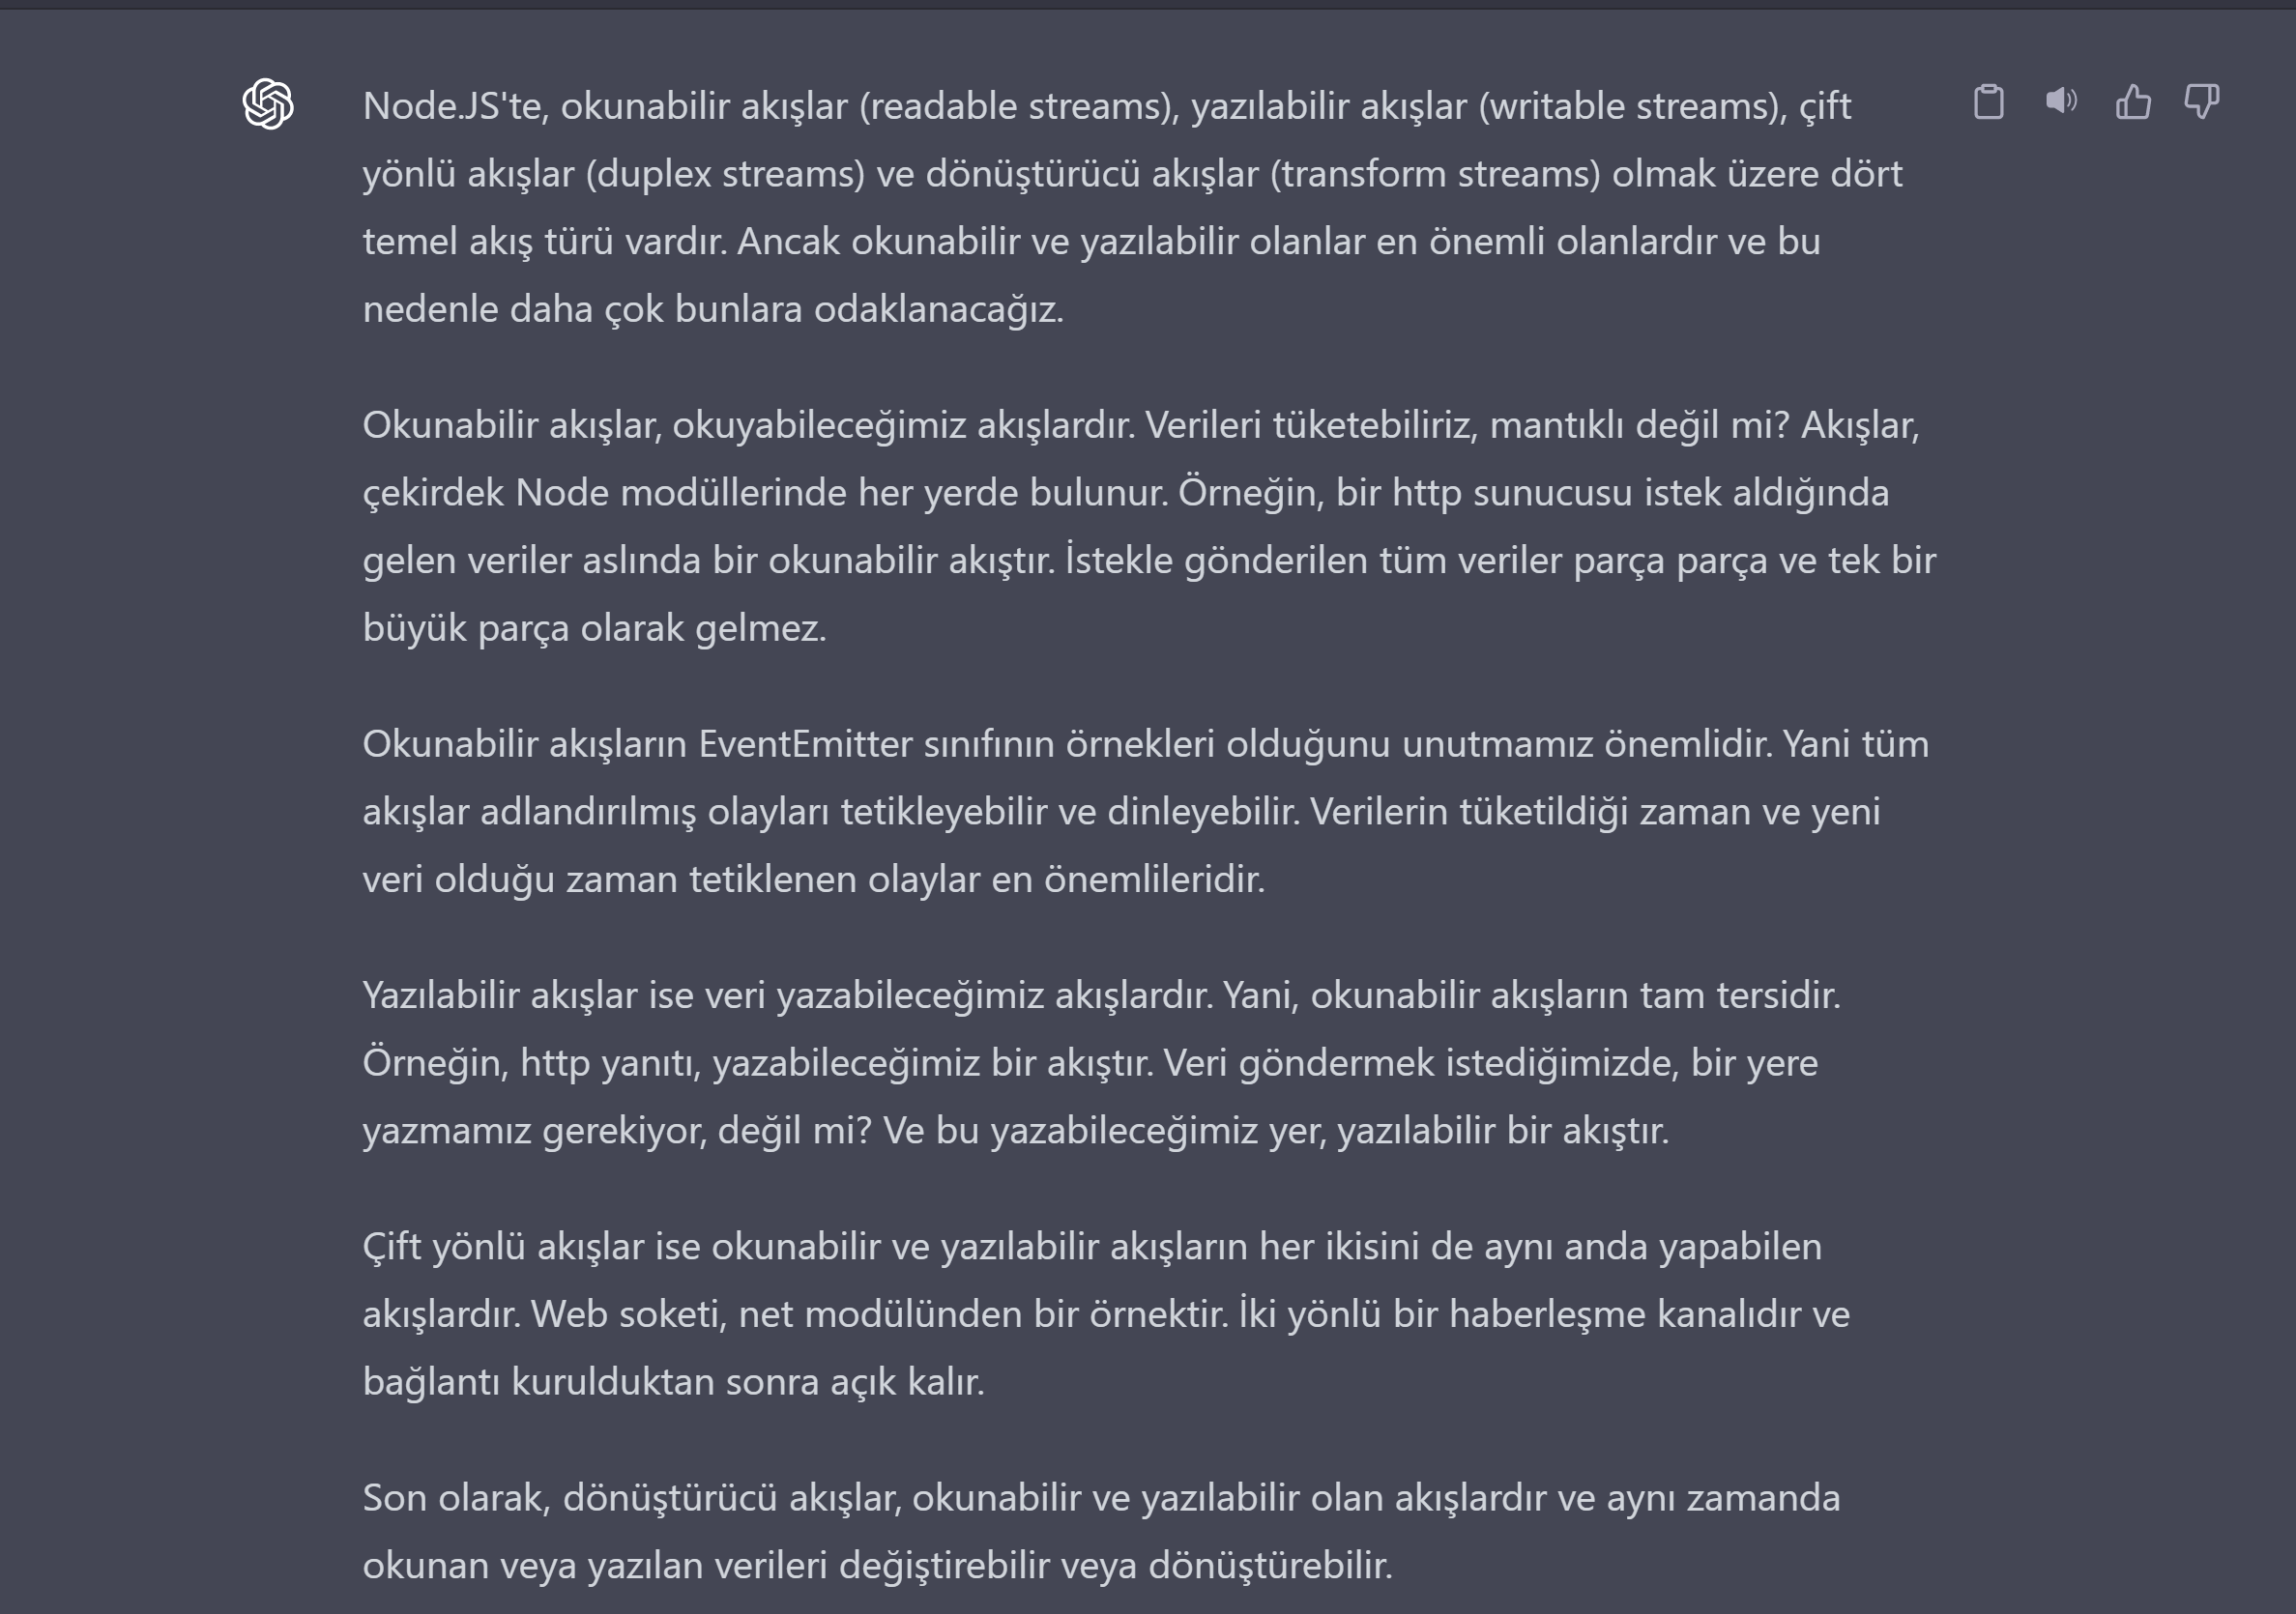 Node.JS'te, okunabilir akışlar (readable streams), yazılabilir akışlar (writable streams), çift
yönlü akışlar (duplex streams) ve dönüştürücü akışlar (transform streams) olmak üzere dört
temel akış türü vardır. Ancak okunabilir ve yazılabilir olanlar en önemli olanlardır ve bu
nedenle daha çok bunlara odaklanacağız.
Okunabilir akışlar, okuyabileceğimiz akışlardır. Verileri tüketebiliriz, mantıklı değil mi? Akışlar,
çekirdek Node modüllerinde her yerde bulunur. Örneğin, bir http sunucusu istek aldığında
gelen veriler aslında bir okunabilir akıştır. İstekle gönderilen tüm veriler parça parça ve tek bir
büyük parça olarak gelmez.
Okunabilir akışların EventEmitter sınıfının örnekleri olduğunu unutmamız önemlidir. Yani tüm
akışlar adlandırılmış olayları tetikleyebilir ve dinleyebilir. Verilerin tüketildiği zaman ve yeni
veri olduğu zaman tetiklenen olaylar en önemlileridir.
Yazılabilir akışlar ise veri yazabileceğimiz akışlardır. Yani, okunabilir akışların tam tersidir.
Örneğin, http yanıtı, yazabileceğimiz bir akıştır. Veri göndermek istediğimizde, bir yere
yazmamız gerekiyor, değil mi? Ve bu yazabileceğimiz yer, yazılabilir bir akıştır.
Çift yönlü akışlar ise okunabilir ve yazılabilir akışların her ikisini de aynı anda yapabilen
akışlardır. Web soketi, net modülünden bir örnektir. İki yönlü bir haberleşme kanalıdır ve
bağlantı kurulduktan sonra açık kalır.
Son olarak, dönüştürücü akışlar, okunabilir ve yazılabilir olan akışlardır ve aynı zamanda
okunan veya yazılan verileri değiştirebilir veya dönüştürebilir.